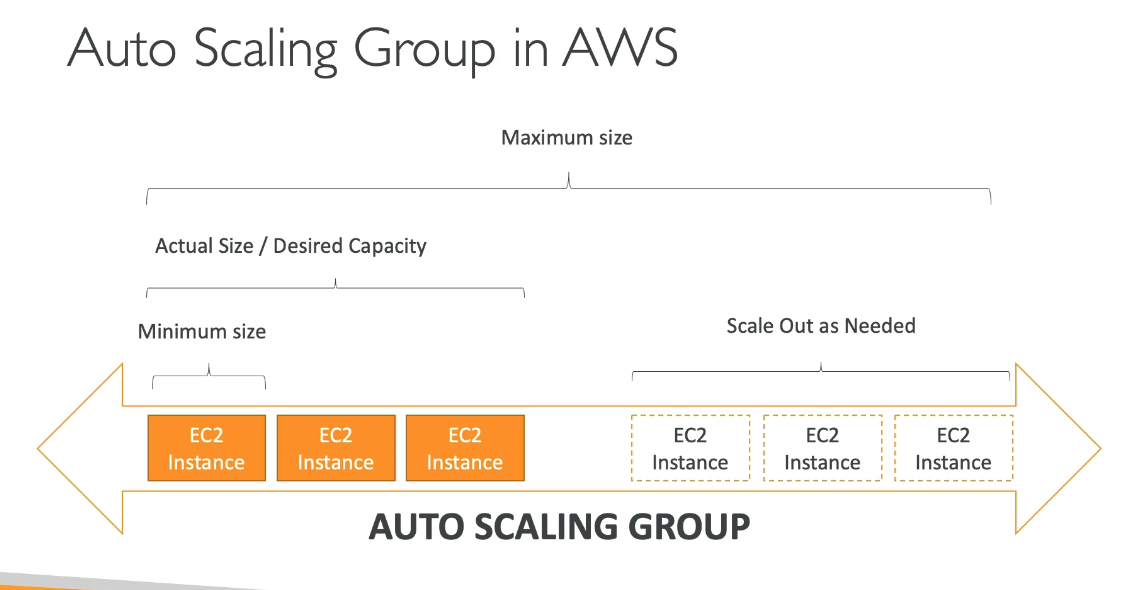 Auto Scaling Group in AWS
Maximum size
Actual Size / Desired Capacity
Minimum size
Scale Out as Needed
EC2
Instance
EC2
Instance
EC2
Instance
EC2
Instance
EC2
Instance
EC2
Instance
AUTO SCALING GROUP